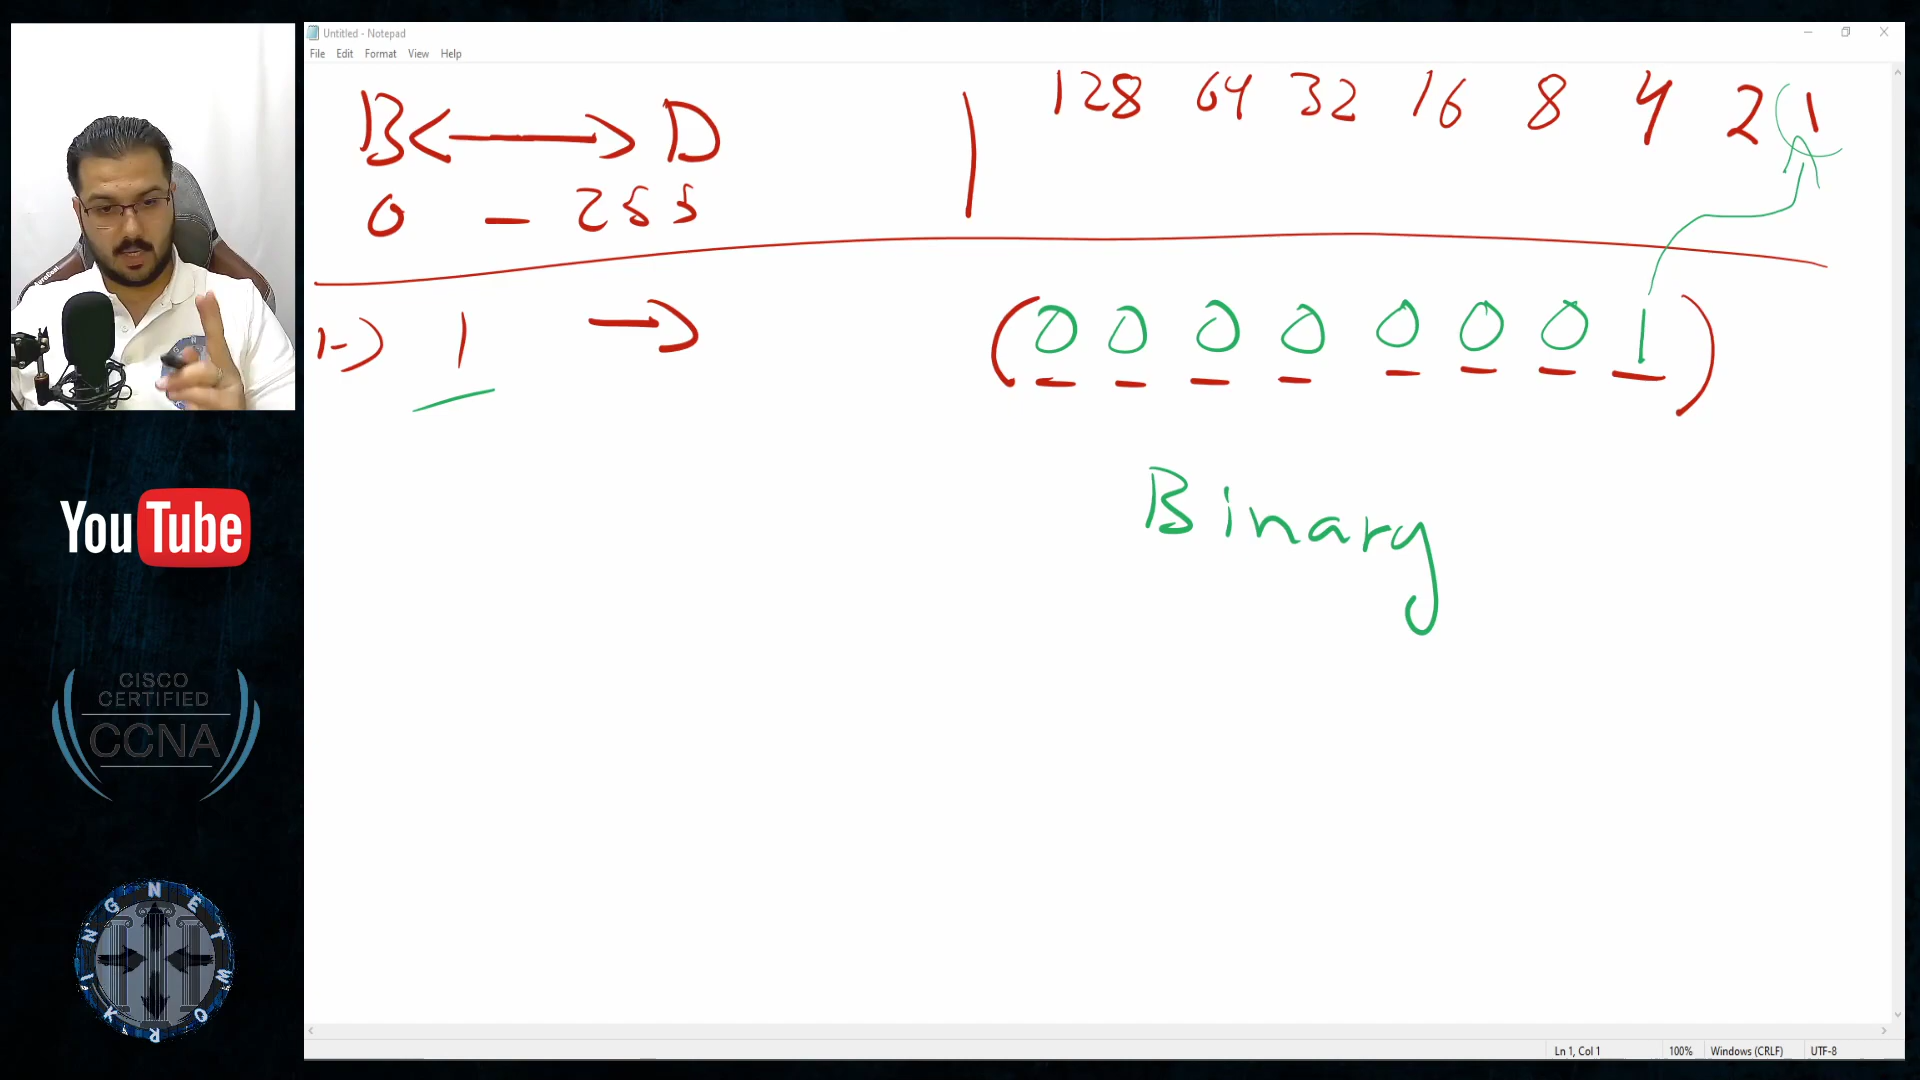 Untitled - Notepad
File Edit Format View Help
B <-> D | 128 64 32 16 8 4 2 1
0 - 255
1-) 1 -> (0 0 0 0 0 0 0 1)
Binary
YouTube
CISCO
CERTIFIED
CCNA
NETWORKING
Ln 1, Col 1 100% Windows (CRLF) UTF-8